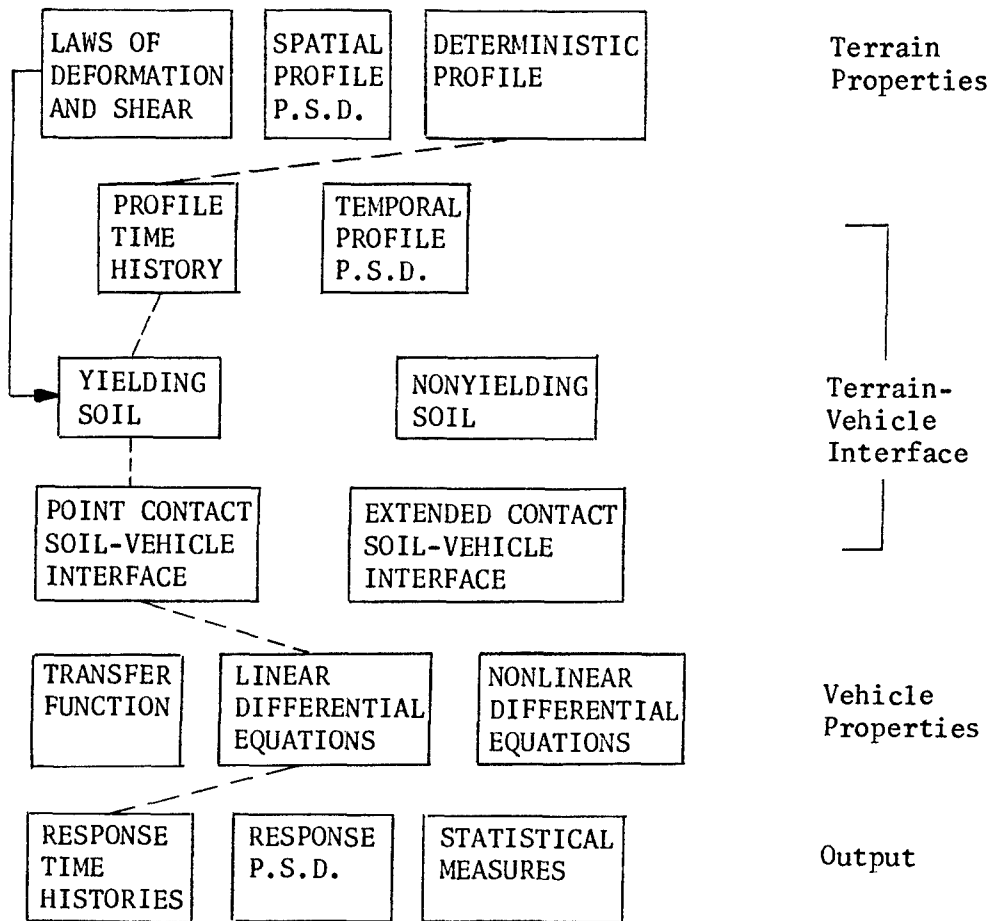 LAWS OF
DEFORMATION
AND SHEAR
SPATIAL
PROFILE
P.S.D.
DETERMINISTIC
PROFILE
Terrain
Properties
PROFILE
TIME
HISTORY
TEMPORAL
PROFILE
P.S.D.
YIELDING
SOIL
NONYIELDING
SOIL
Terrain-
Vehicle
Interface
POINT CONTACT
SOIL-VEHICLE
INTERFACE
EXTENDED CONTACT
SOIL-VEHICLE
INTERFACE
TRANSFER
FUNCTION
LINEAR
DIFFERENTIAL
EQUATIONS
NONLINEAR
DIFFERENTIAL
EQUATIONS
Vehicle
Properties
RESPONSE
TIME
HISTORIES
RESPONSE
P.S.D.
STATISTICAL
MEASURES
Output